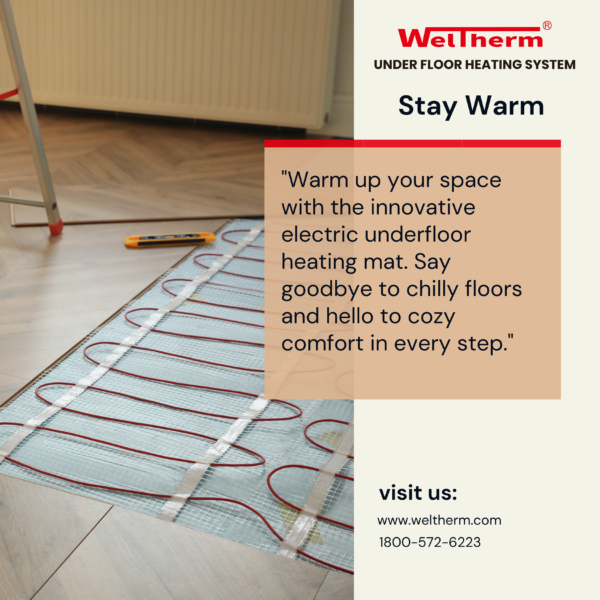 WELTHERM®
UNDER FLOOR HEATING SYSTEM
Stay Warm
"Warm up your space
with the innovative
electric underfloor
heating mat. Say
goodbye to chilly floors
and hello to cozy
comfort in every step."
visit us:
www.weltherm.com
1800-572-6223